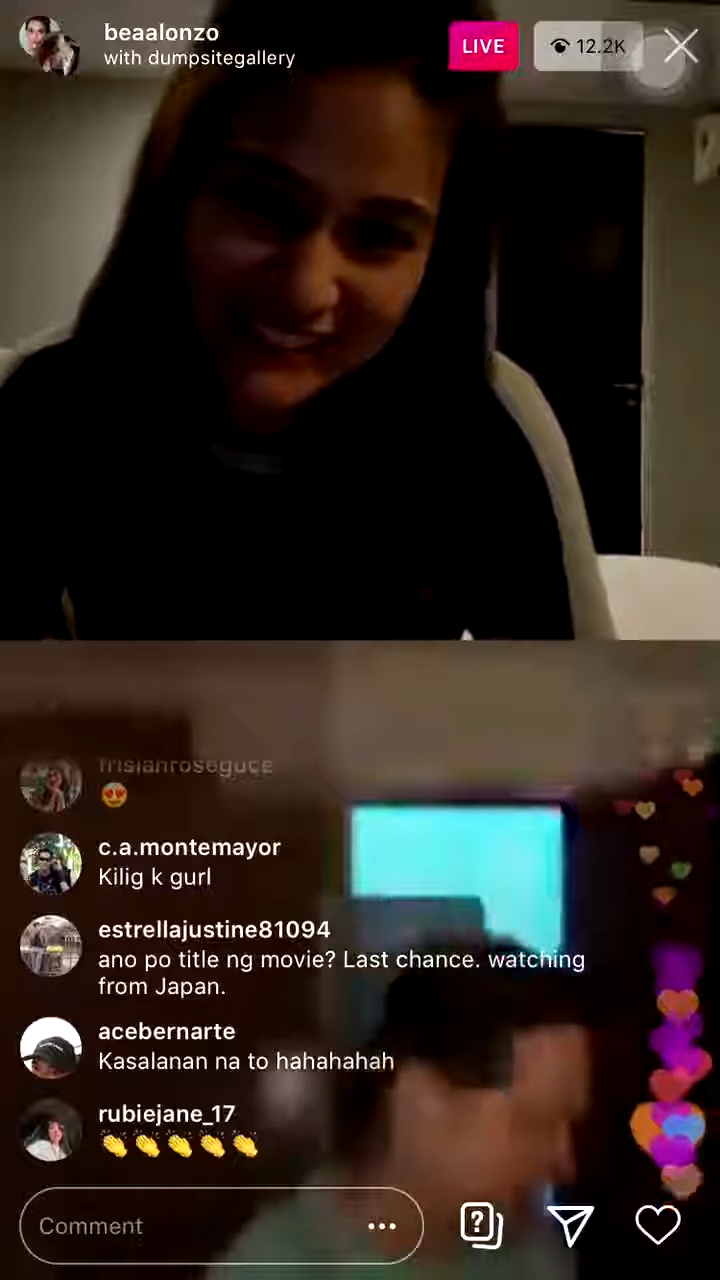 beaalonzo
with dumpsitegallery
LIVE
12.2K
c.a.montemayor
Kilig k gurl
estrellajustine81094
ano po title ng movie? Last chance. watching
from Japan.
acebernarte
Kasalanan na to hahahahah
rubiejane_17
👏👏👏👏👏
Comment